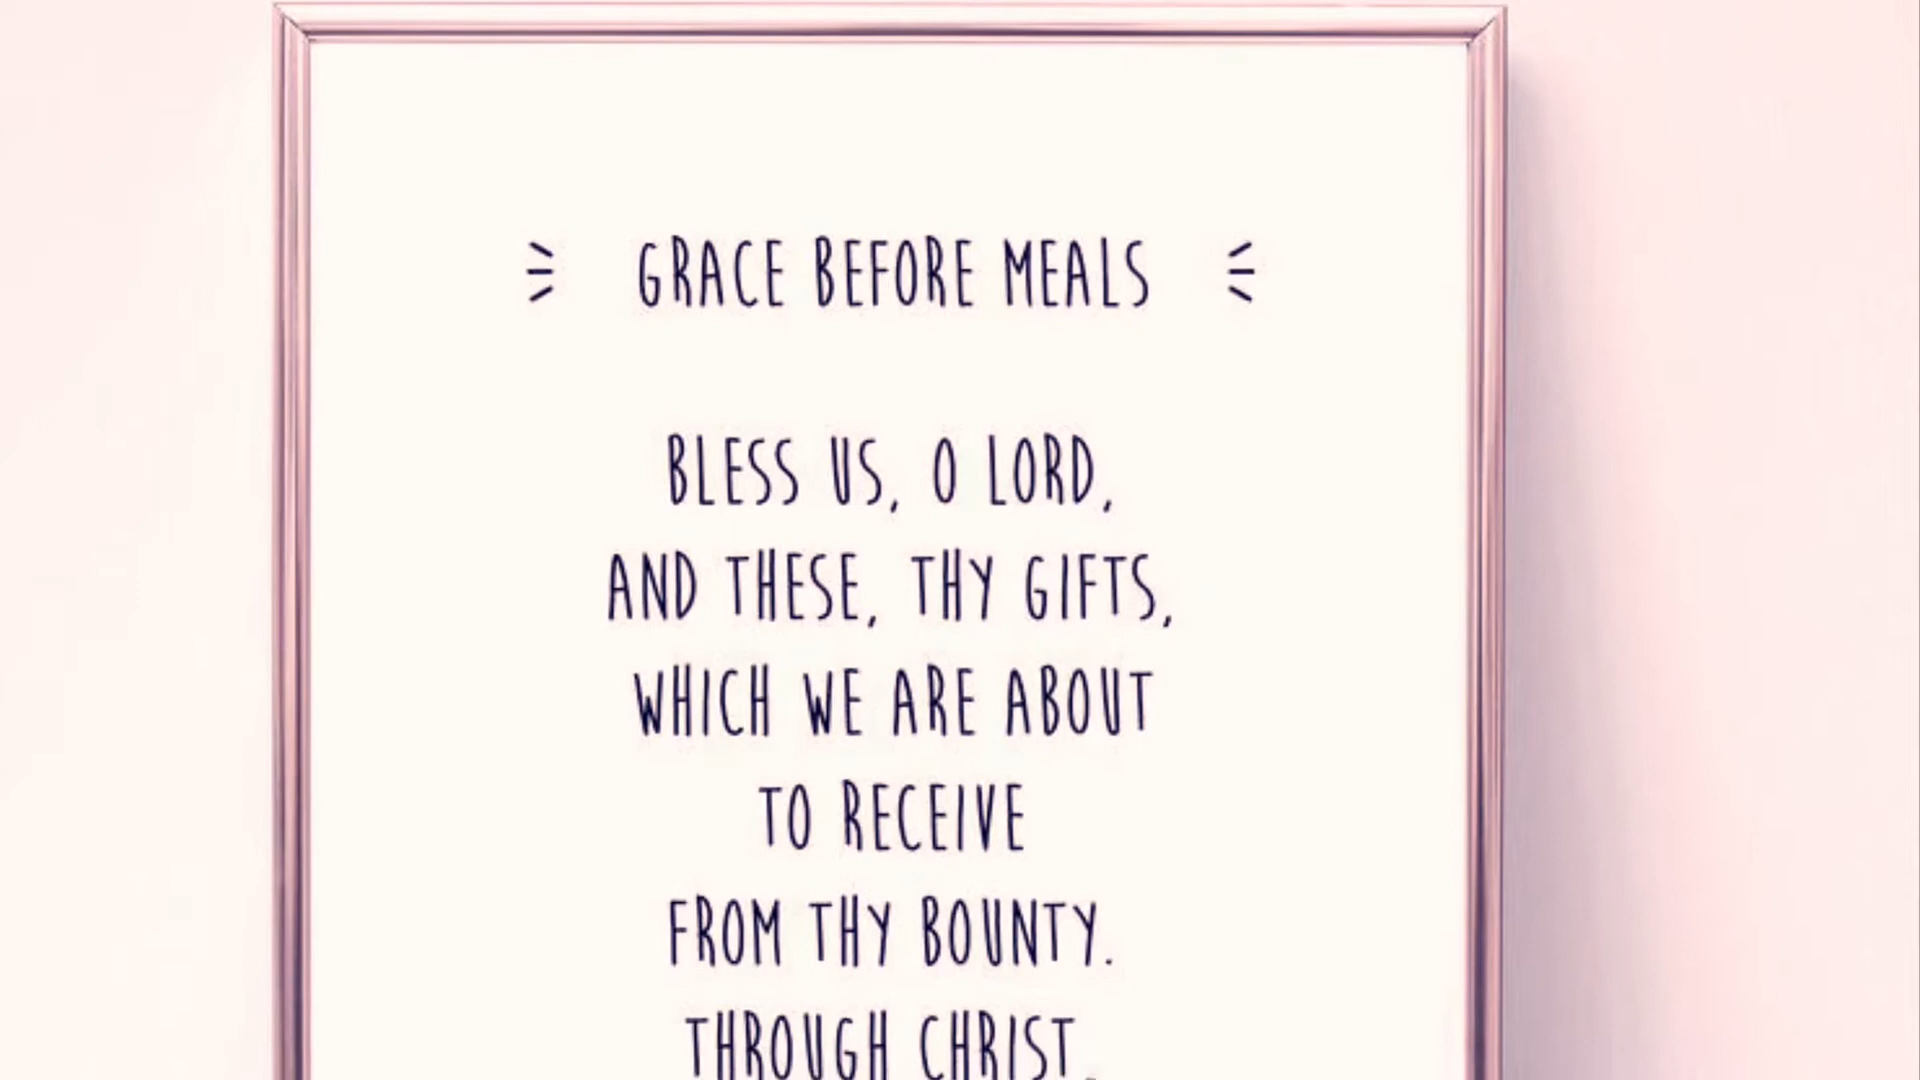 GRACE BEFORE MEALS
BLESS US, O LORD,
AND THESE, THY GIFTS,
WHICH WE ARE ABOUT
TO RECEIVE
FROM THY BOUNTY.
THROUGH CHRIST,